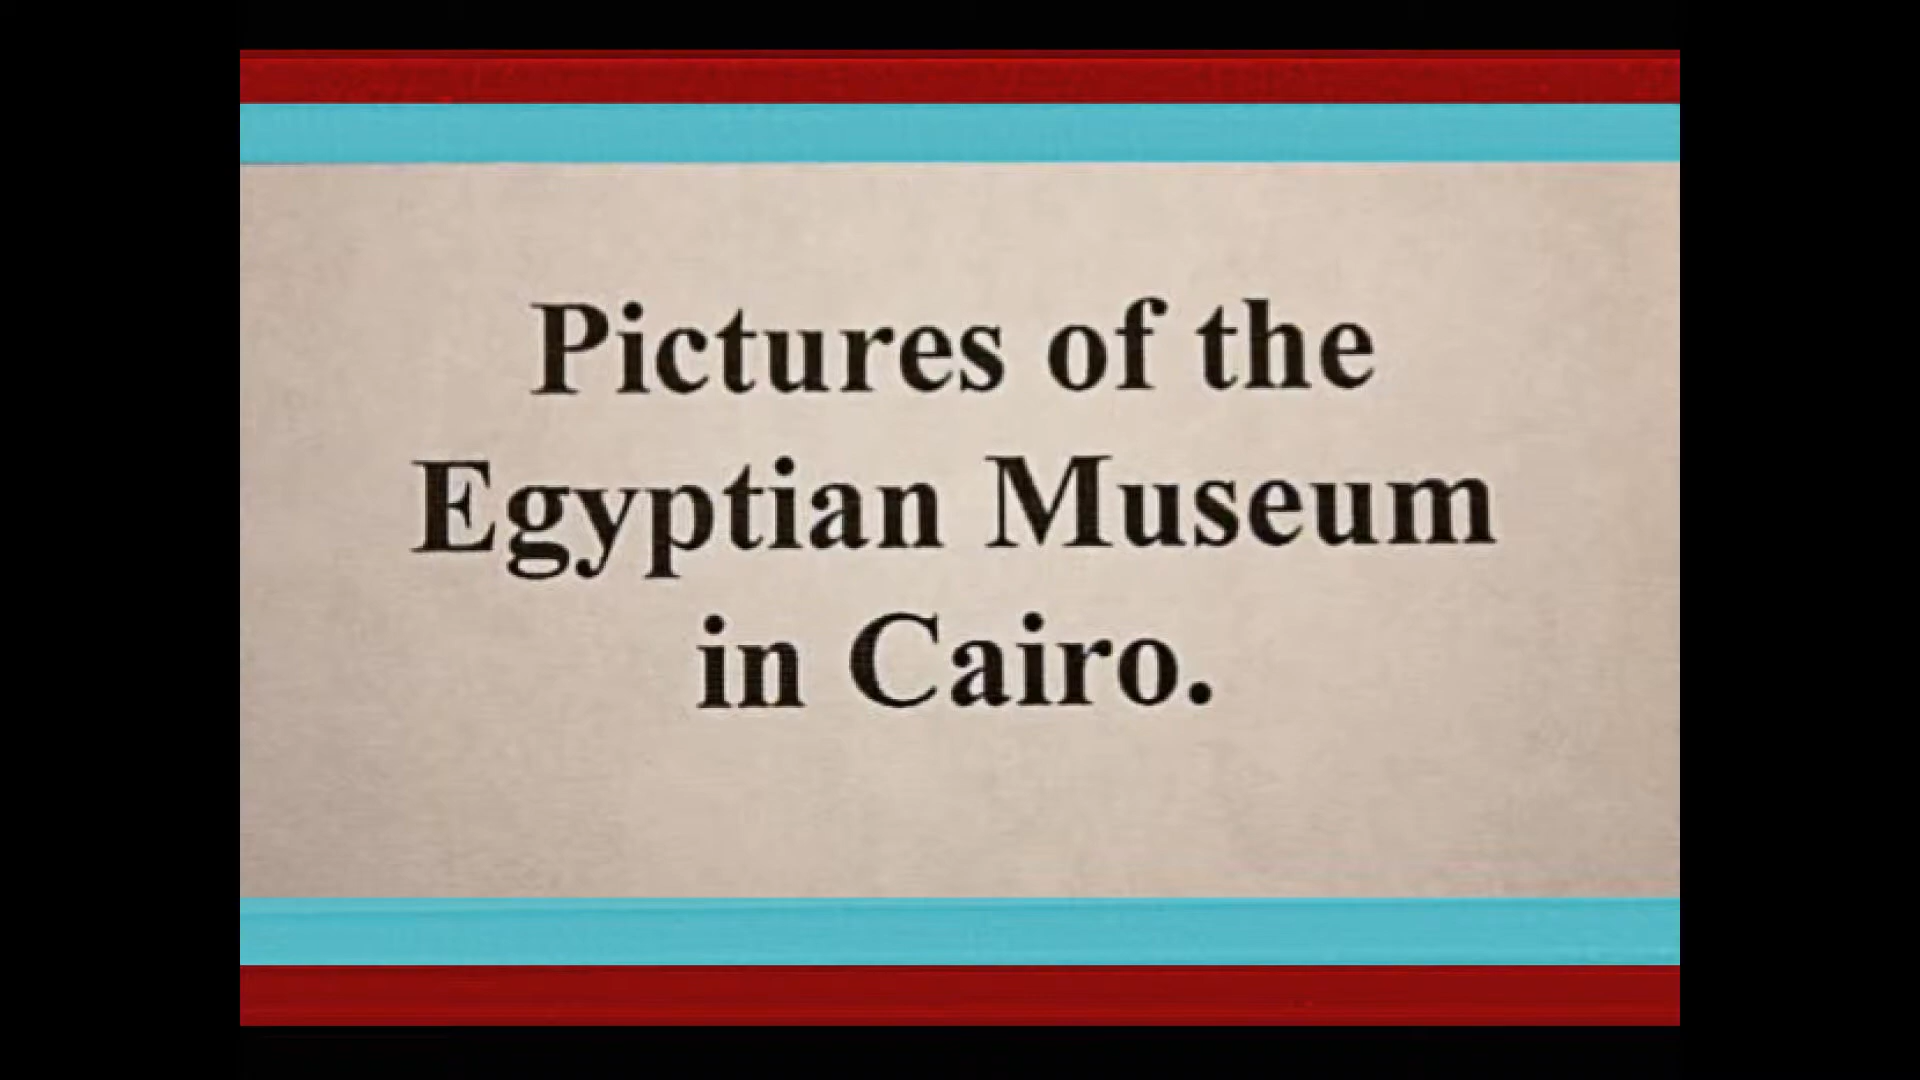 Pictures of the
Egyptian Museum
in Cairo.